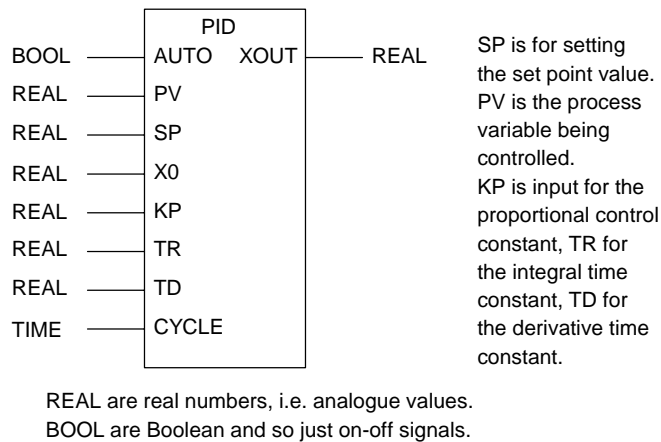 PID
BOOL AUTO XOUT REAL
REAL PV
REAL SP
REAL X0
REAL KP
REAL TR
REAL TD
TIME CYCLE
SP is for setting
the set point value.
PV is the process
variable being
controlled.
KP is input for the
proportional control
constant, TR for
the integral time
constant, TD for
the derivative time
constant.
REAL are real numbers, i.e. analogue values.
BOOL are Boolean and so just on-off signals.